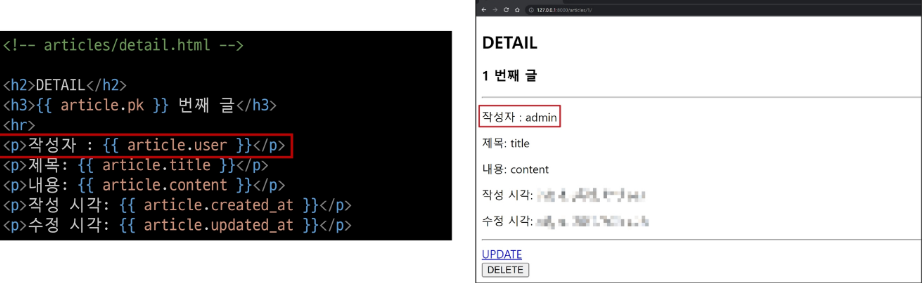 <!-- articles/detail.html -->
<h2>DETAIL</h2>
<h3>{{ article.pk }} 번째 글</h3>
<hr>
<p>작성자 : {{ article.user }}</p>
<p>제목: {{ article.title }}</p>
<p>내용: {{ article.content }}</p>
<p>작성 시각: {{ article.created_at }}</p>
<p>수정 시각: {{ article.updated_at }}</p>
127.0.0.1:8000/articles/1/
DETAIL
1 번째 글
작성자 : admin
제목: title
내용: content
작성 시각:
수정 시각:
UPDATE
DELETE